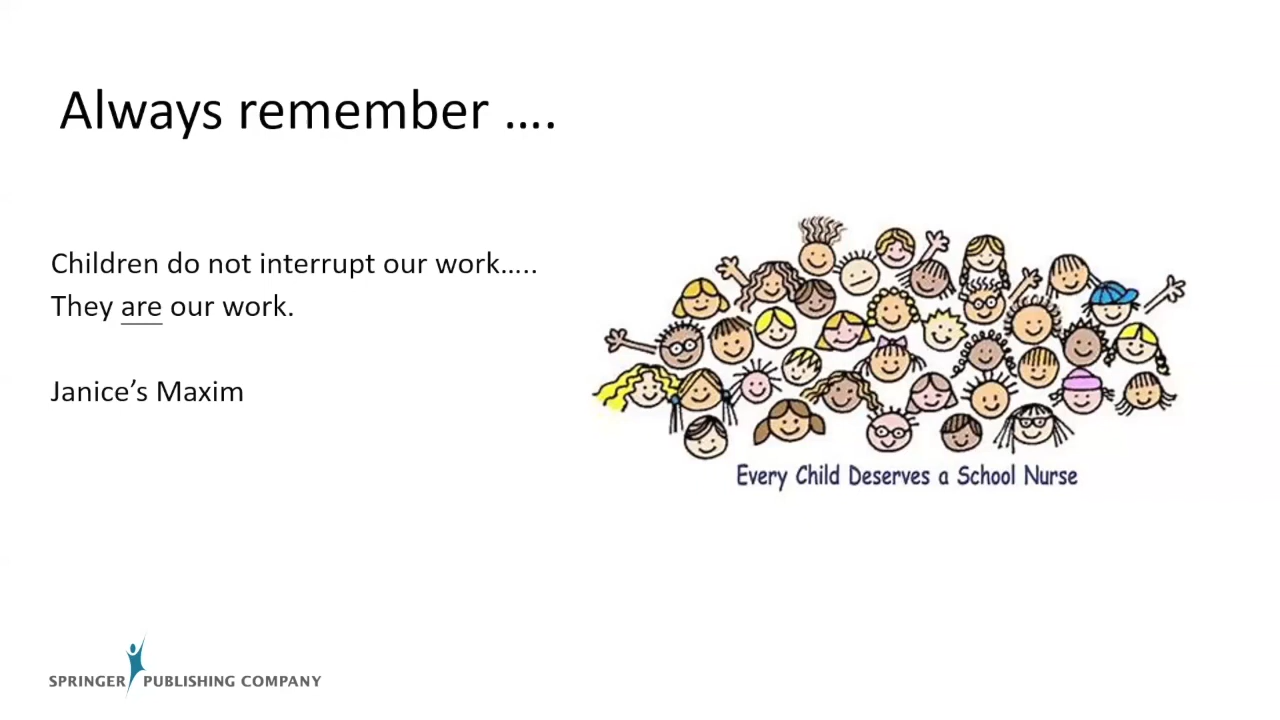 Always remember ....
Children do not interrupt our work.....
They are our work.
Janice’s Maxim
Every Child Deserves a School Nurse
SPRINGER PUBLISHING COMPANY